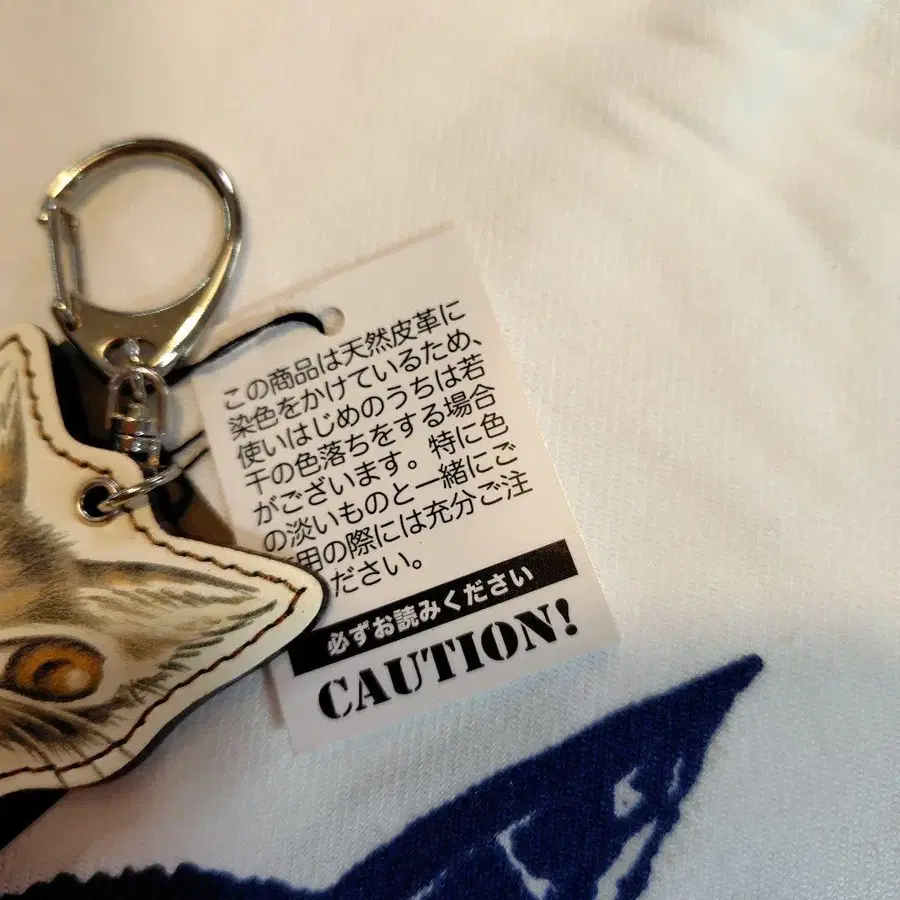 この商品は天然皮革に
染色をかけているため、
使いはじめのうちは若
干の色落ちをする場合
がございます。特に色
の淡いものと一緒にご
用の際には充分ご注
ださい。
必ずお読みください
CAUTION!